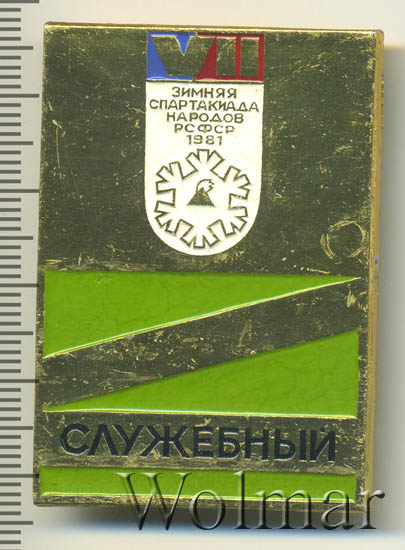 VII
ЗИМНЯЯ
СПАРТАКИАДА
НАРОДОВ
РСФСР
1981
СЛУЖЕБНЫЙ
Wolmar